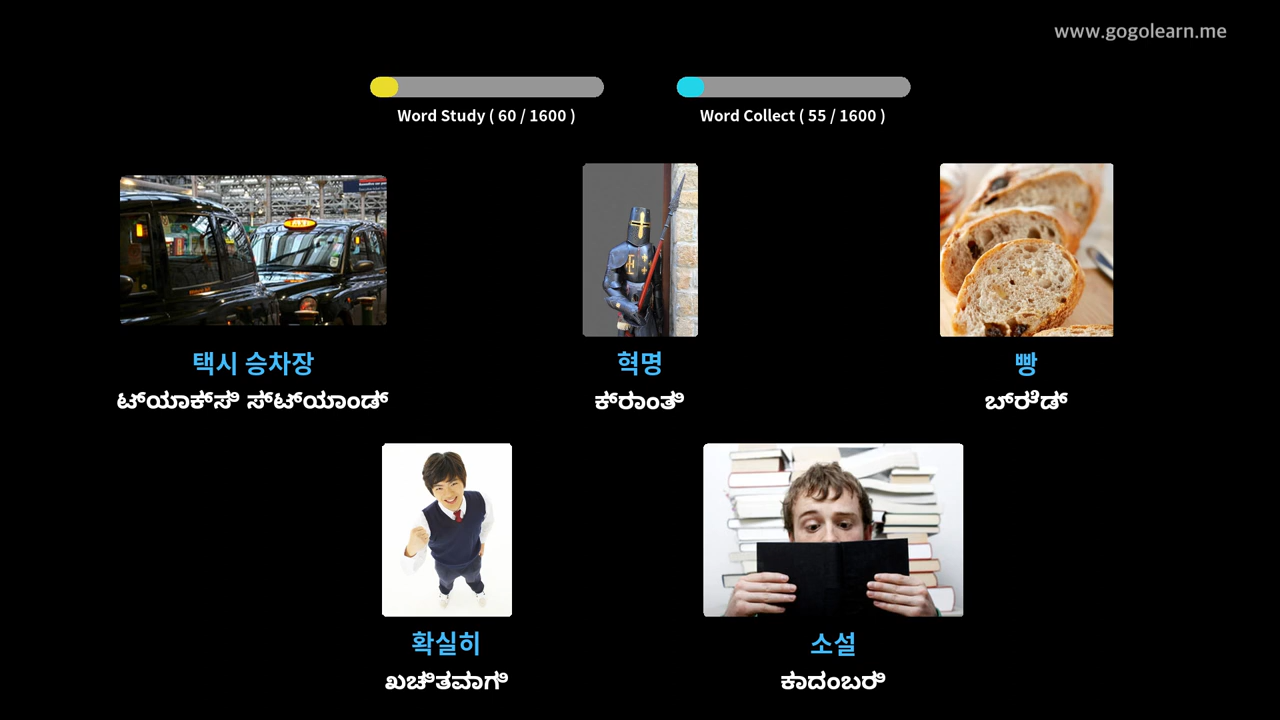 www.gogolearn.me
Word Study ( 60 / 1600 )
Word Collect ( 55 / 1600 )
택시 승차장
ಟ್ಯಾಕ್ಸಿ ಸ್ಟ್ಯಾಂಡ್
혁명
ಕ್ರಾಂತಿ
빵
ಬ್ರೆಡ್
확실히
ಖಚಿತವಾಗಿ
소설
ಕಾದಂಬರಿ